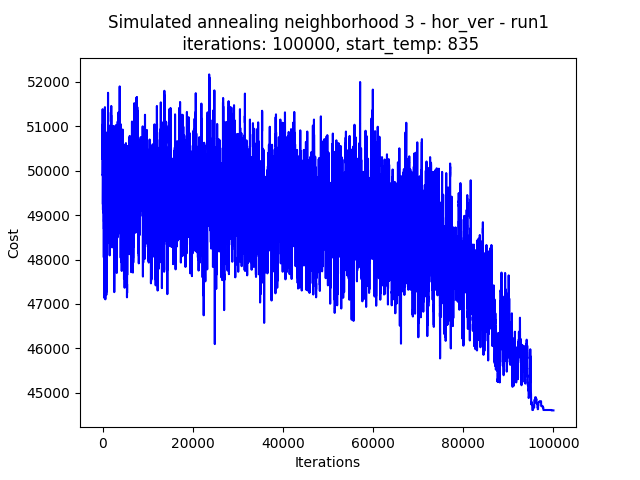 Simulated annealing neighborhood 3 - hor_ver - run1
iterations: 100000, start_temp: 835
52000
51000
50000
49000
48000
47000
46000
45000
Cost
0 20000 40000 60000 80000 100000
Iterations